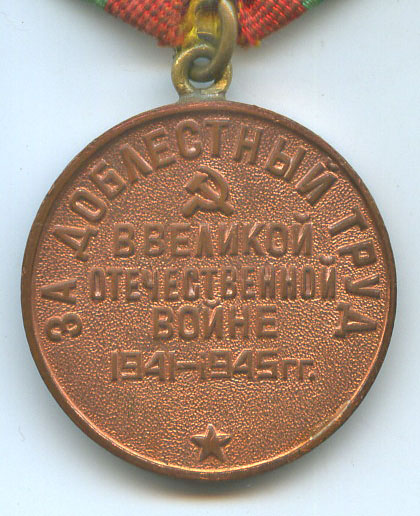 ЗА ДОБЛЕСТНЫЙ ТРУД
В ВЕЛИКОЙ
ОТЕЧЕСТВЕННОЙ
ВОЙНЕ
1941-1945 гг.